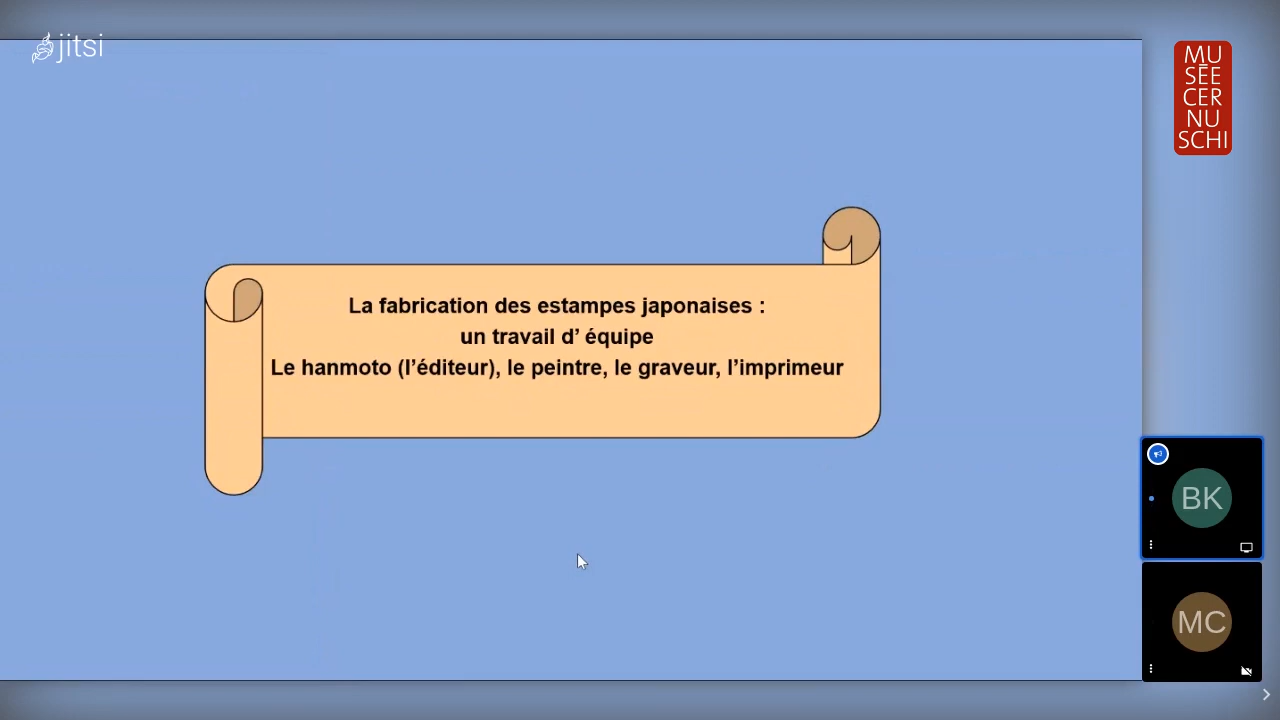 jitsi
MU
SÉE
CER
NU
SCHI
La fabrication des estampes japonaises :
un travail d’ équipe
Le hanmoto (l’éditeur), le peintre, le graveur, l’imprimeur
BK
MC